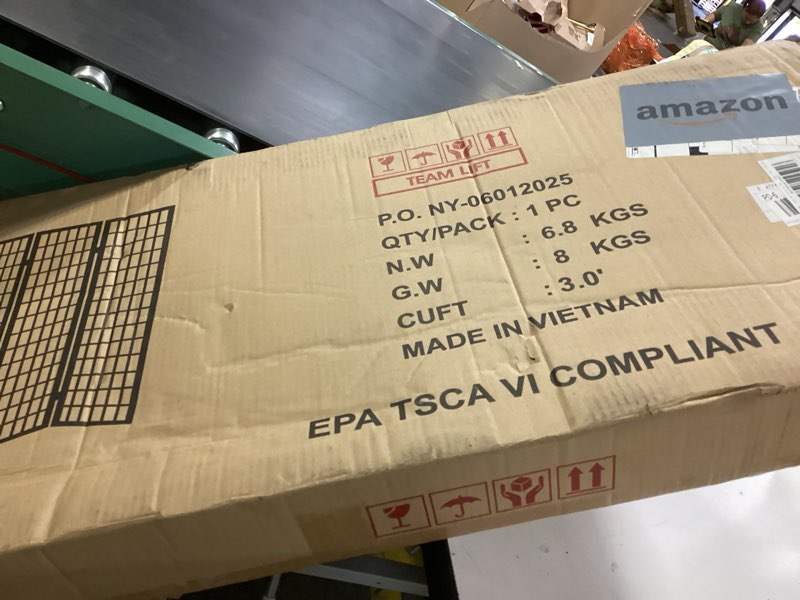 amazon
TEAM LIFT
P.O. NY-06012025
QTY/PACK : 1 PC
N.W : 6.8 KGS
G.W : 8 KGS
CUFT : 3.0'
MADE IN VIETNAM
EPA TSCA VI COMPLIANT